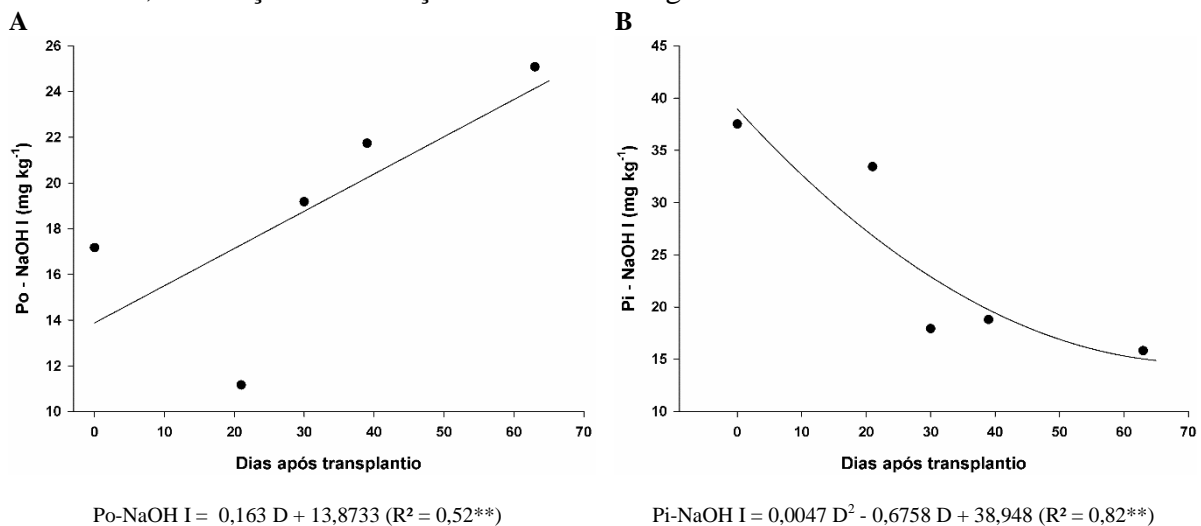 A
26
24
22
20
18
16
14
12
10
Po - NaOH I (mg kg⁻¹)
0 10 20 30 40 50 60 70
Dias após transplantio
Po-NaOH I = 0,163 D + 13,8733 (R² = 0,52**)
B
45
40
35
30
25
20
15
10
Pi - NaOH I (mg kg⁻¹)
0 10 20 30 40 50 60 70
Dias após transplantio
Pi-NaOH I = 0,0047 D² - 0,6758 D + 38,948 (R² = 0,82**)